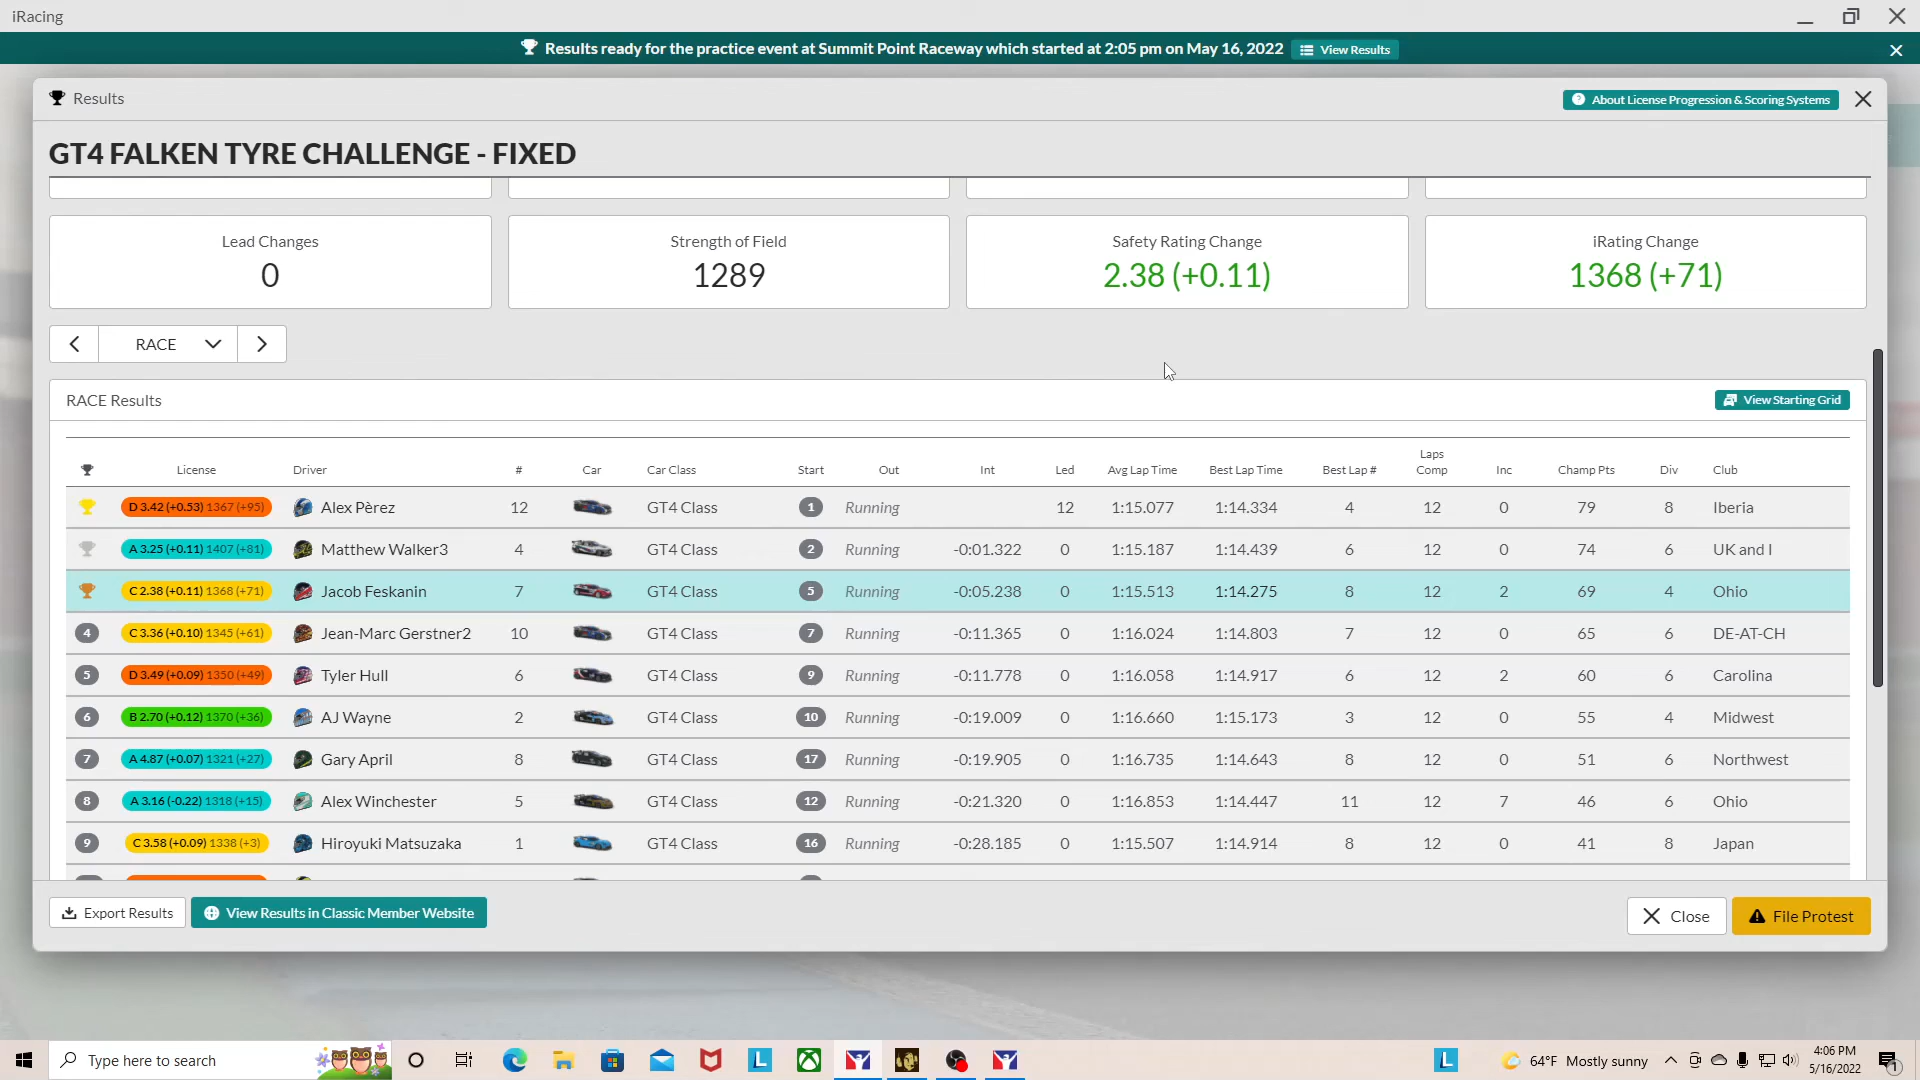 iRacing
Results ready for the practice event at Summit Point Raceway which started at 2:05 pm on May 16, 2022 View Results
Results About License Progression & Scoring Systems
GT4 FALKEN TYRE CHALLENGE - FIXED
Lead Changes Strength of Field Safety Rating Change iRating Change
0 1289 2.38 (+0.11) 1368 (+71)
RACE
RACE Results View Starting Grid
License Driver # Car Car Class Start Out Int Led Avg Lap Time Best Lap Time Best Lap # Laps Comp Inc Champ Pts Div Club
D 3.42 (+0.53) 1367 (+95) Alex Pèrez 12 GT4 Class 1 Running 12 1:15.077 1:14.334 4 12 0 79 8 Iberia
A 3.25 (+0.11) 1407 (+81) Matthew Walker3 4 GT4 Class 2 Running -0:01.322 0 1:15.187 1:14.439 6 12 0 74 6 UK and I
C 2.38 (+0.11) 1368 (+71) Jacob Feskanin 7 GT4 Class 5 Running -0:05.238 0 1:15.513 1:14.275 8 12 2 69 4 Ohio
4 C 3.36 (+0.10) 1345 (+61) Jean-Marc Gerstner2 10 GT4 Class 7 Running -0:11.365 0 1:16.024 1:14.803 7 12 0 65 6 DE-AT-CH
5 D 3.49 (+0.09) 1350 (+49) Tyler Hull 6 GT4 Class 9 Running -0:11.778 0 1:16.058 1:14.917 6 12 2 60 6 Carolina
6 B 2.70 (+0.12) 1370 (+36) AJ Wayne 2 GT4 Class 10 Running -0:19.009 0 1:16.660 1:15.173 3 12 0 55 4 Midwest
7 A 4.87 (+0.07) 1321 (+27) Gary April 8 GT4 Class 17 Running -0:19.905 0 1:16.735 1:14.643 8 12 0 51 6 Northwest
8 A 3.16 (-0.22) 1318 (+15) Alex Winchester 5 GT4 Class 12 Running -0:21.320 0 1:16.853 1:14.447 11 12 7 46 6 Ohio
9 C 3.58 (+0.09) 1338 (+3) Hiroyuki Matsuzaka 1 GT4 Class 16 Running -0:28.185 0 1:15.507 1:14.914 8 12 0 41 8 Japan
Export Results View Results in Classic Member Website Close File Protest
Type here to search L L 64°F Mostly sunny 4:06 PM
5/16/2022 1